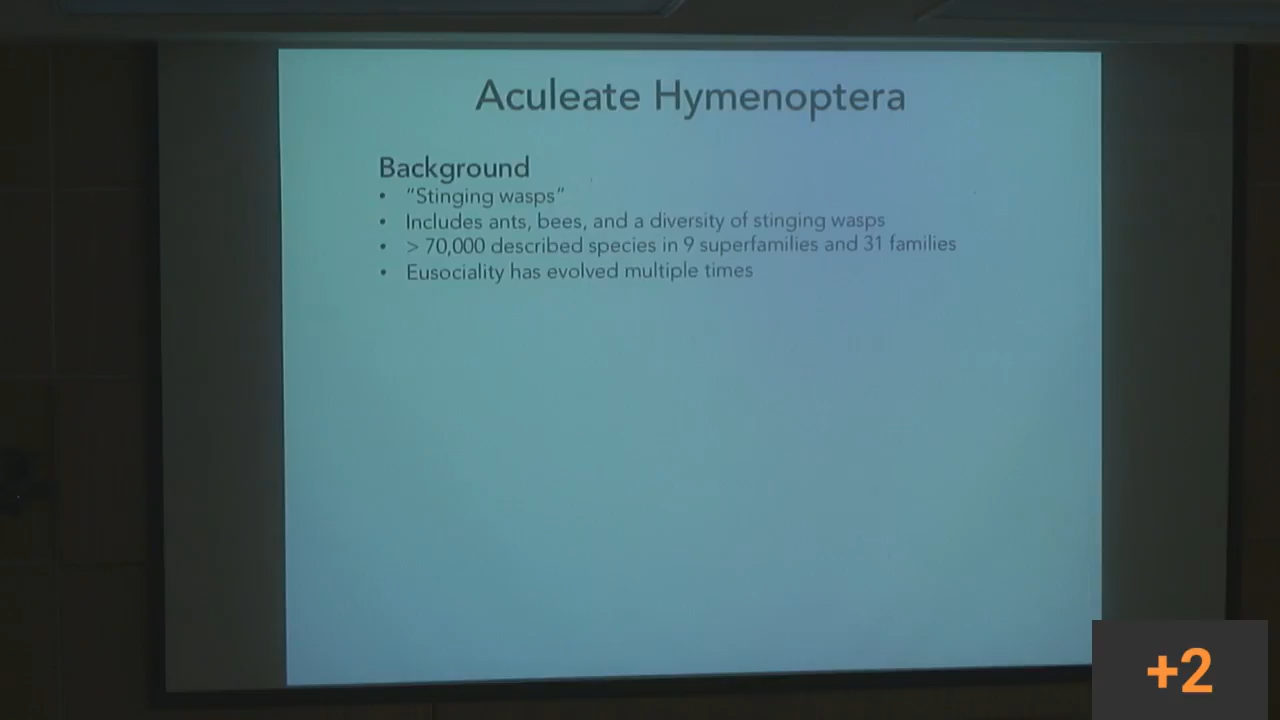 Aculeate Hymenoptera
Background
• “Stinging wasps”
• Includes ants, bees, and a diversity of stinging wasps
• > 70,000 described species in 9 superfamilies and 31 families
• Eusociality has evolved multiple times
+2